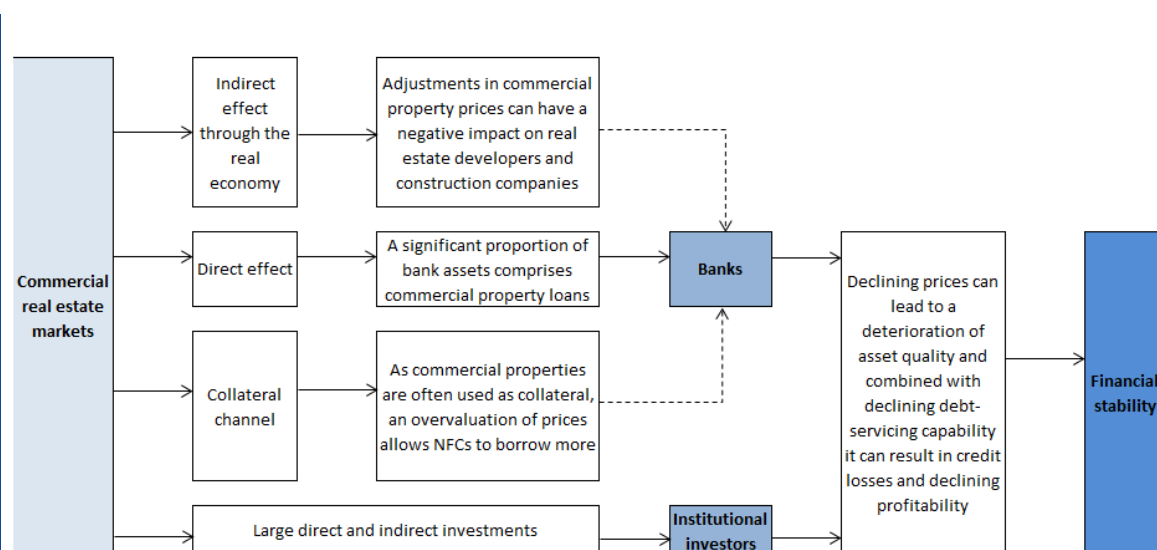 Commercial
real estate
markets
Indirect
effect
through the
real
economy
Adjustments in commercial
property prices can have a
negative impact on real
estate developers and
construction companies
Direct effect
A significant proportion of
bank assets comprises
commercial property loans
Banks
Collateral
channel
As commercial properties
are often used as collateral,
an overvaluation of prices
allows NFCs to borrow more
Large direct and indirect investments
Institutional
investors
Declining prices can
lead to a
deterioration of
asset quality and
combined with
declining debt-
servicing capability
it can result in credit
losses and declining
profitability
Financial
stability